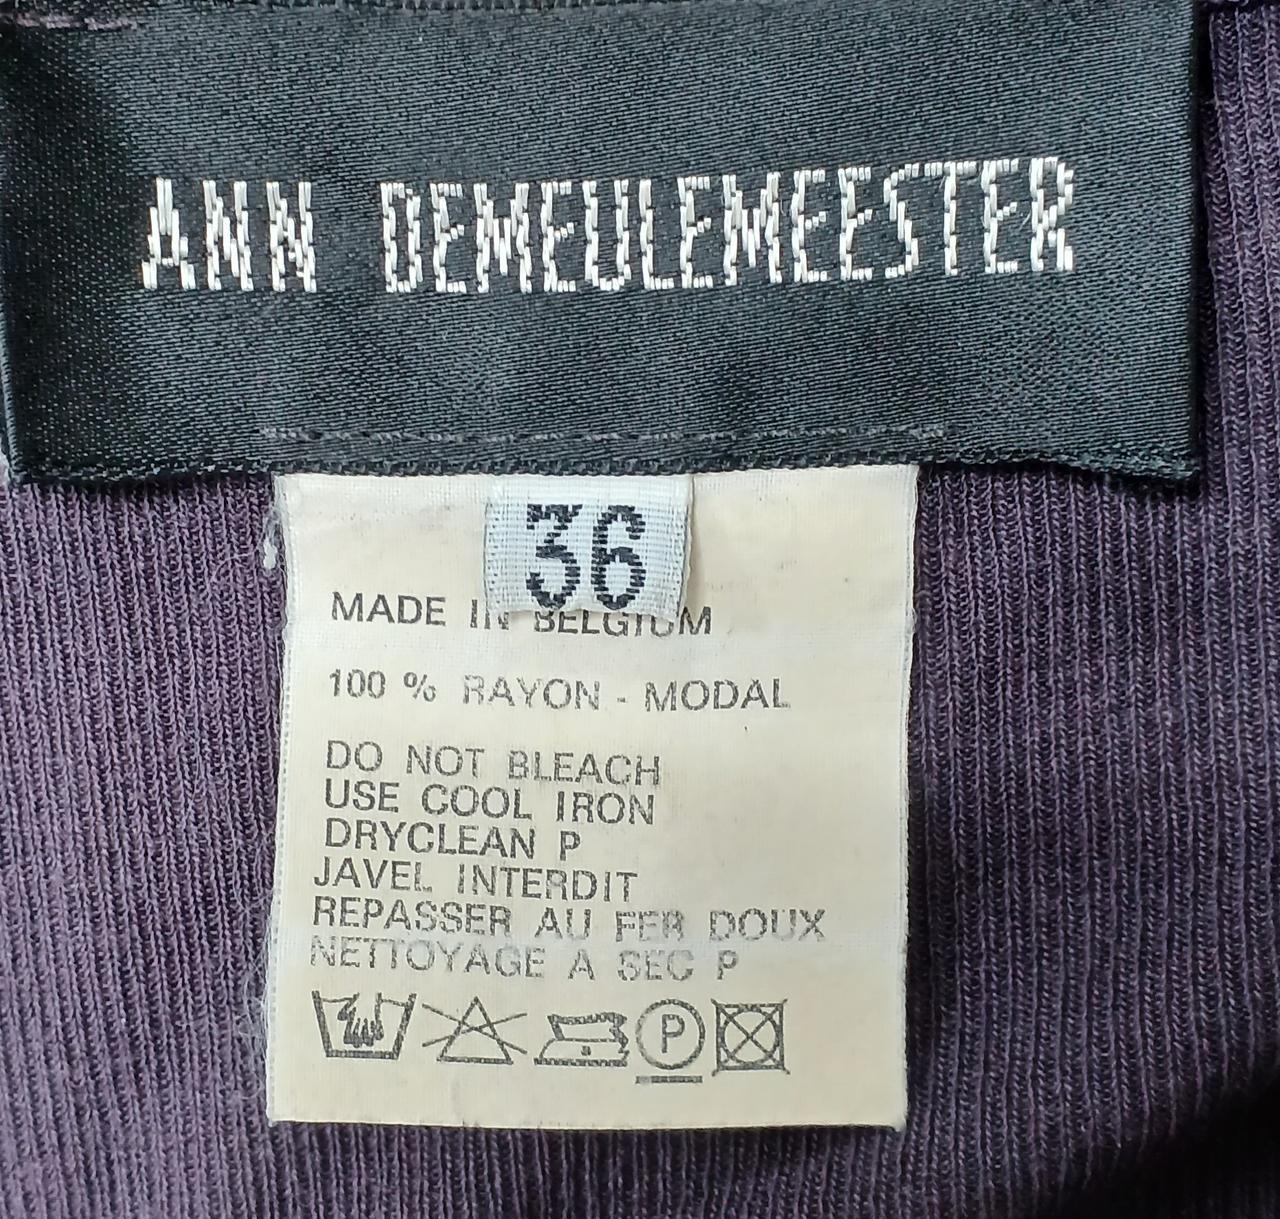 ANN DEMEULEMEESTER
36
MADE IN BELGIUM
100 % RAYON - MODAL
DO NOT BLEACH
USE COOL IRON
DRYCLEAN P
JAVEL INTERDIT
REPASSER AU FER DOUX
NETTOYAGE A SEC P
P